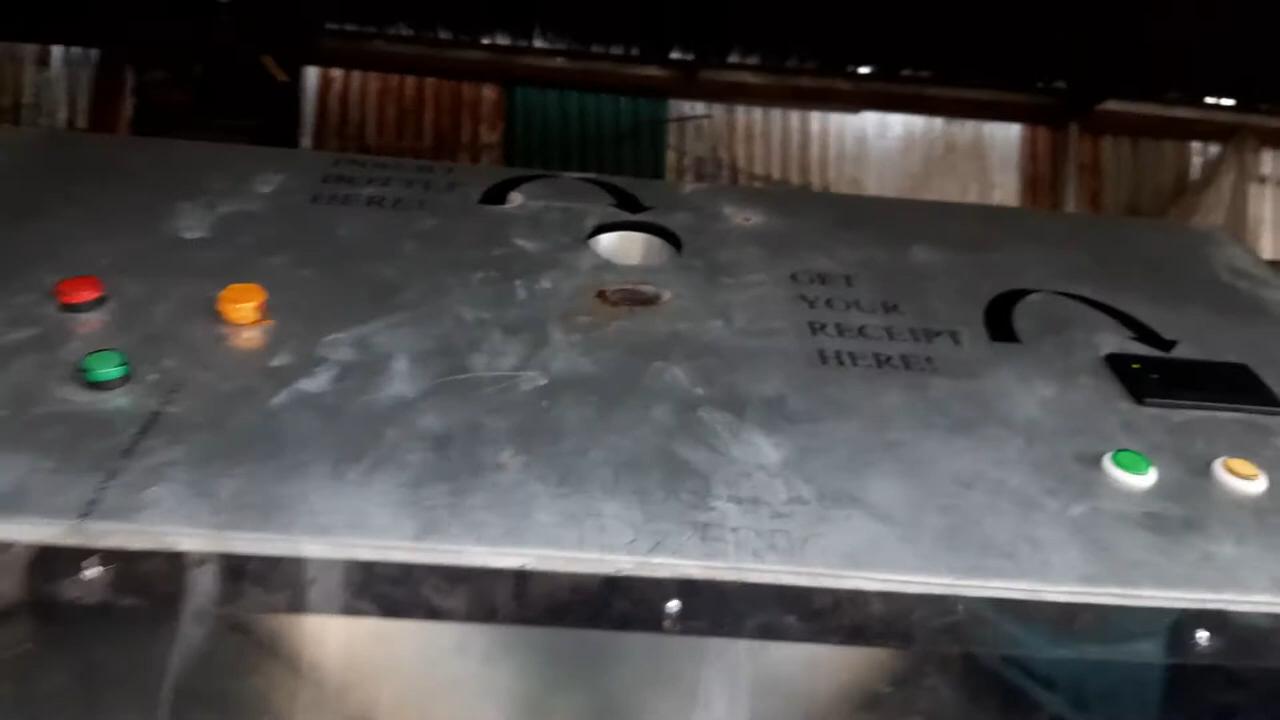 INSERT
BOTTLE
HERE!
GET
YOUR
RECEIPT
HERE!